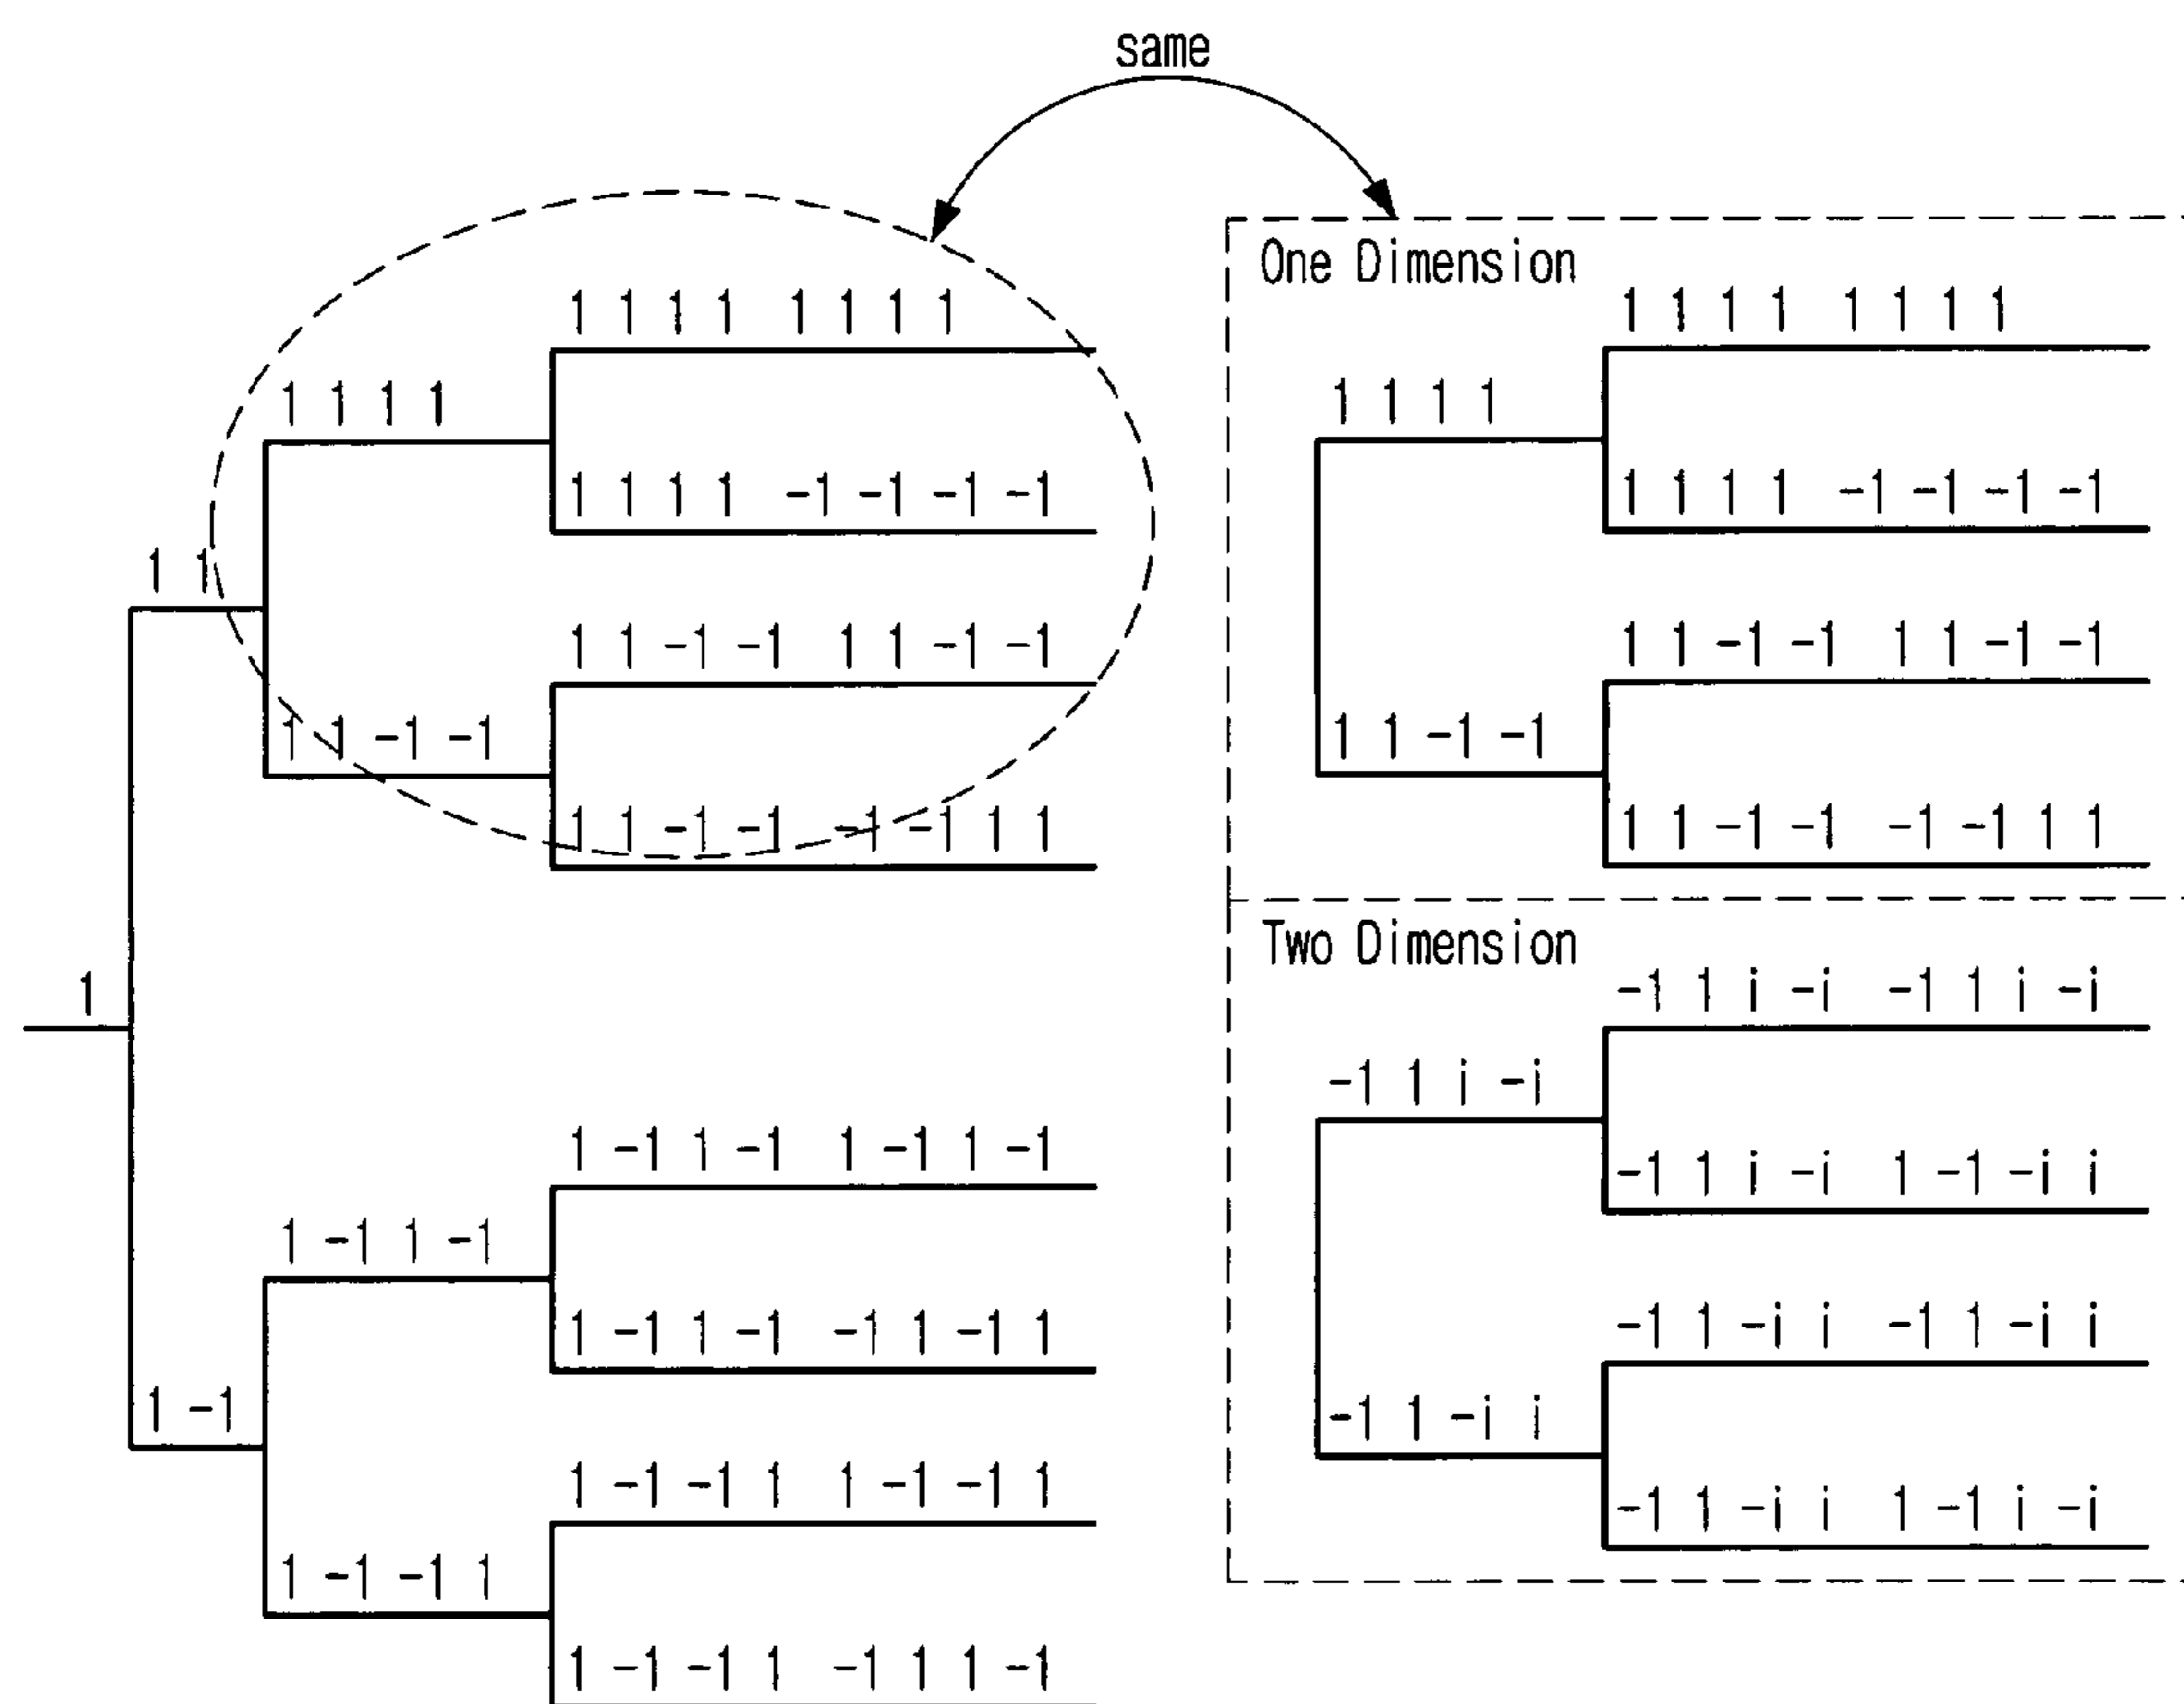 same
1 1 1 1 1 1 1 1
1 1 1 1
1 1 1 1 -1 -1 -1 -1
1 1
1 1 -1 -1 1 1 -1 -1
1 1 -1 -1
1 1 -1 -1 -1 -1 1 1
1
1 -1 1 -1 1 -1 1 -1
1 -1 1 -1
1 -1 1 -1 -1 1 -1 1
1 -1
1 -1 -1 1 1 -1 -1 1
1 -1 -1 1
1 -1 -1 1 -1 1 1 -1
One Dimension
1 1 1 1 1 1 1 1
1 1 1 1
1 1 1 1 -1 -1 -1 -1
1 1 -1 -1 1 1 -1 -1
1 1 -1 -1
1 1 -1 -1 -1 -1 1 1
Two Dimension
-1 1 i -i -1 1 i -i
-1 1 i -i
-1 1 i -i 1 -1 -i i
-1 1 -i i -1 1 -i i
-1 1 -i i
-1 1 -i i 1 -1 i -i